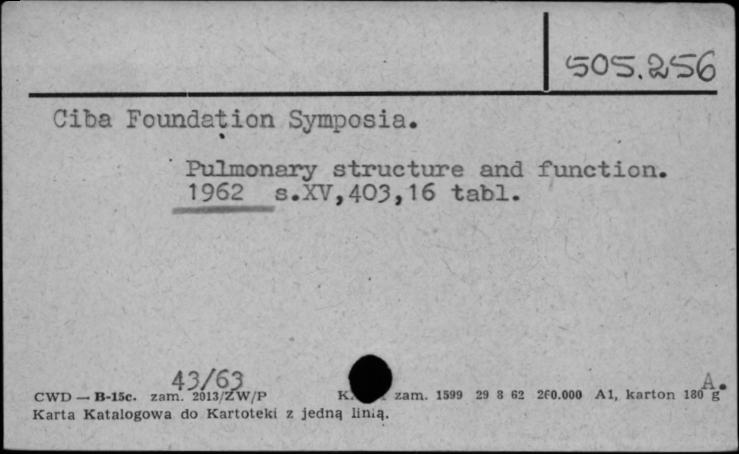 505.256
Ciba Foundation Symposia.
Pulmonary structure and function.
1962 s.XV,403,16 tabl.
43/63
A.
CWD — B-15c. zam. 2013/ZW/P zam. 1599 29 8 62 260.000 A1, karton 180 g
Karta Katalogowa do Kartoteki z jedną linią.